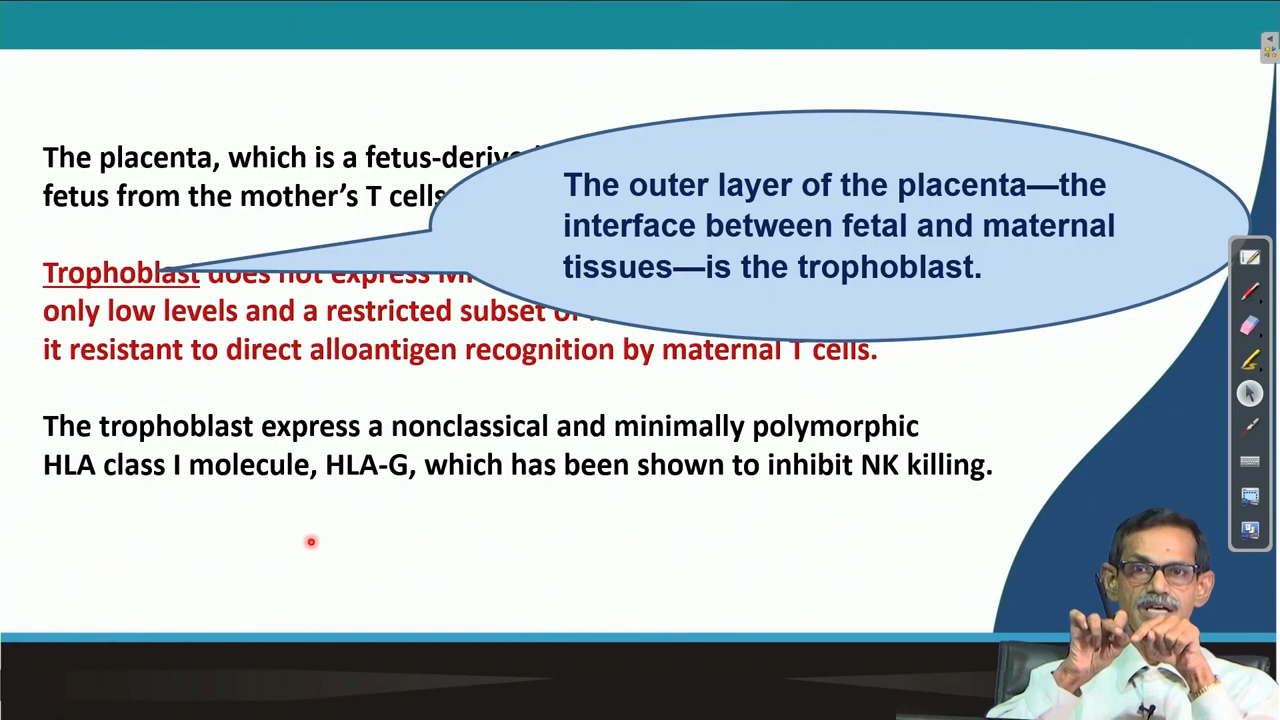 The placenta, which is a fetus-derived
fetus from the mother’s T cells
The outer layer of the placenta—the
interface between fetal and maternal
tissues—is the trophoblast.
Trophoblast does not express
only low levels and a restricted subset of
it resistant to direct alloantigen recognition by maternal T cells.
The trophoblast express a nonclassical and minimally polymorphic
HLA class I molecule, HLA-G, which has been shown to inhibit NK killing.